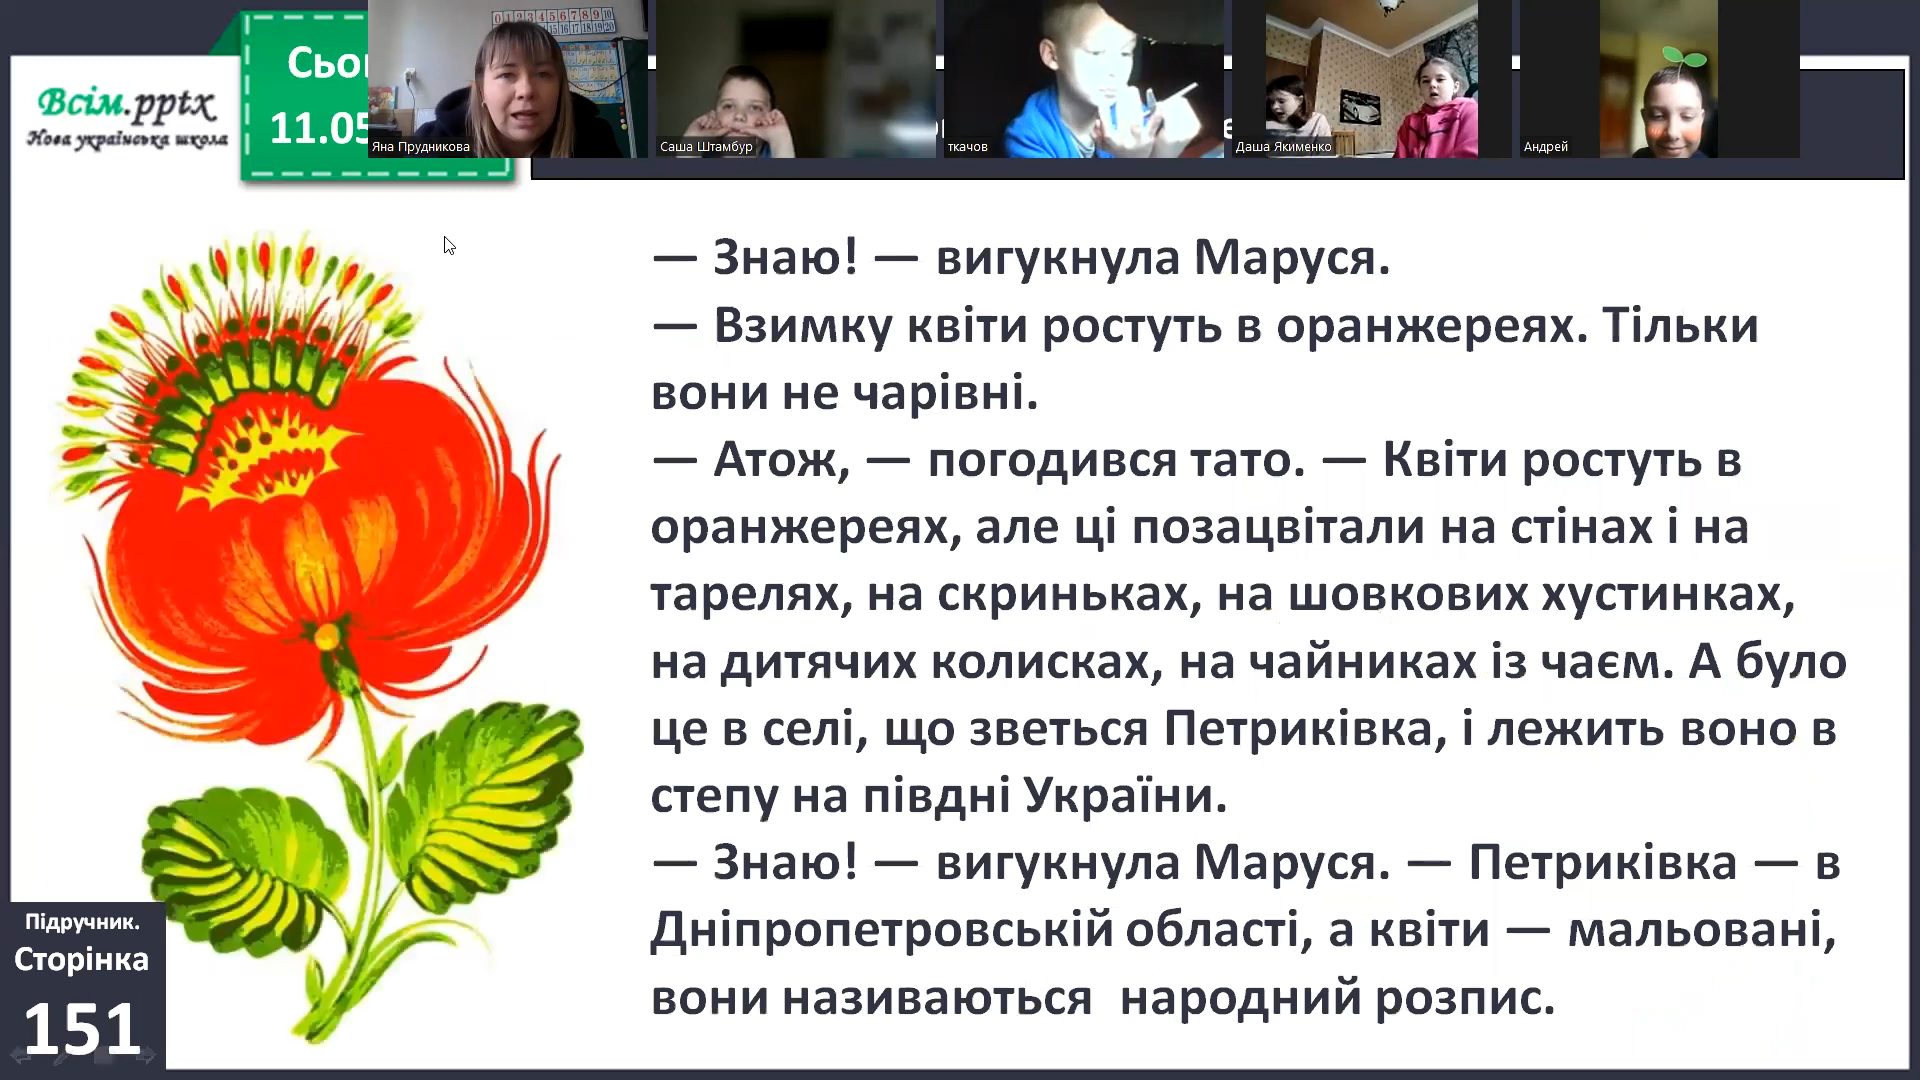 Всім.pptx
Нова українська школа
11.05
Яна Прудникова
Саша Штамбур
ткачов
Даша Якименко
Андрей
— Знаю! — вигукнула Маруся.
— Взимку квіти ростуть в оранжереях. Тільки
вони не чарівні.
— Атож, — погодився тато. — Квіти ростуть в
оранжереях, але ці позацвітали на стінах і на
тарелях, на скриньках, на шовкових хустинках,
на дитячих колисках, на чайниках із чаєм. А було
це в селі, що зветься Петриківка, і лежить воно в
степу на півдні України.
— Знаю! — вигукнула Маруся. — Петриківка — в
Дніпропетровській області, а квіти — мальовані,
вони називаються народний розпис.
Підручник.
Сторінка
151